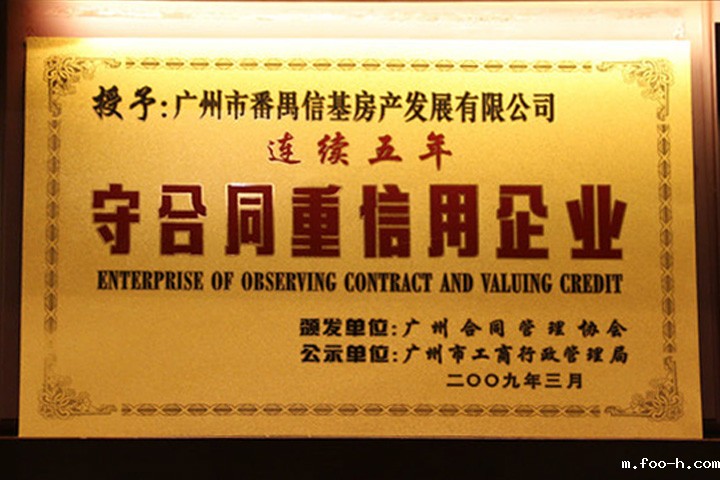 授予:广州市番禺信基房产发展有限公司
连续五年
守合同重信用企业
ENTERPRISE OF OBSERVING CONTRACT AND VALUING CREDIT
颁发单位:广州合同管理协会
公示单位:广州市工商行政管理局
二〇〇九年三月
m.foo-h.com